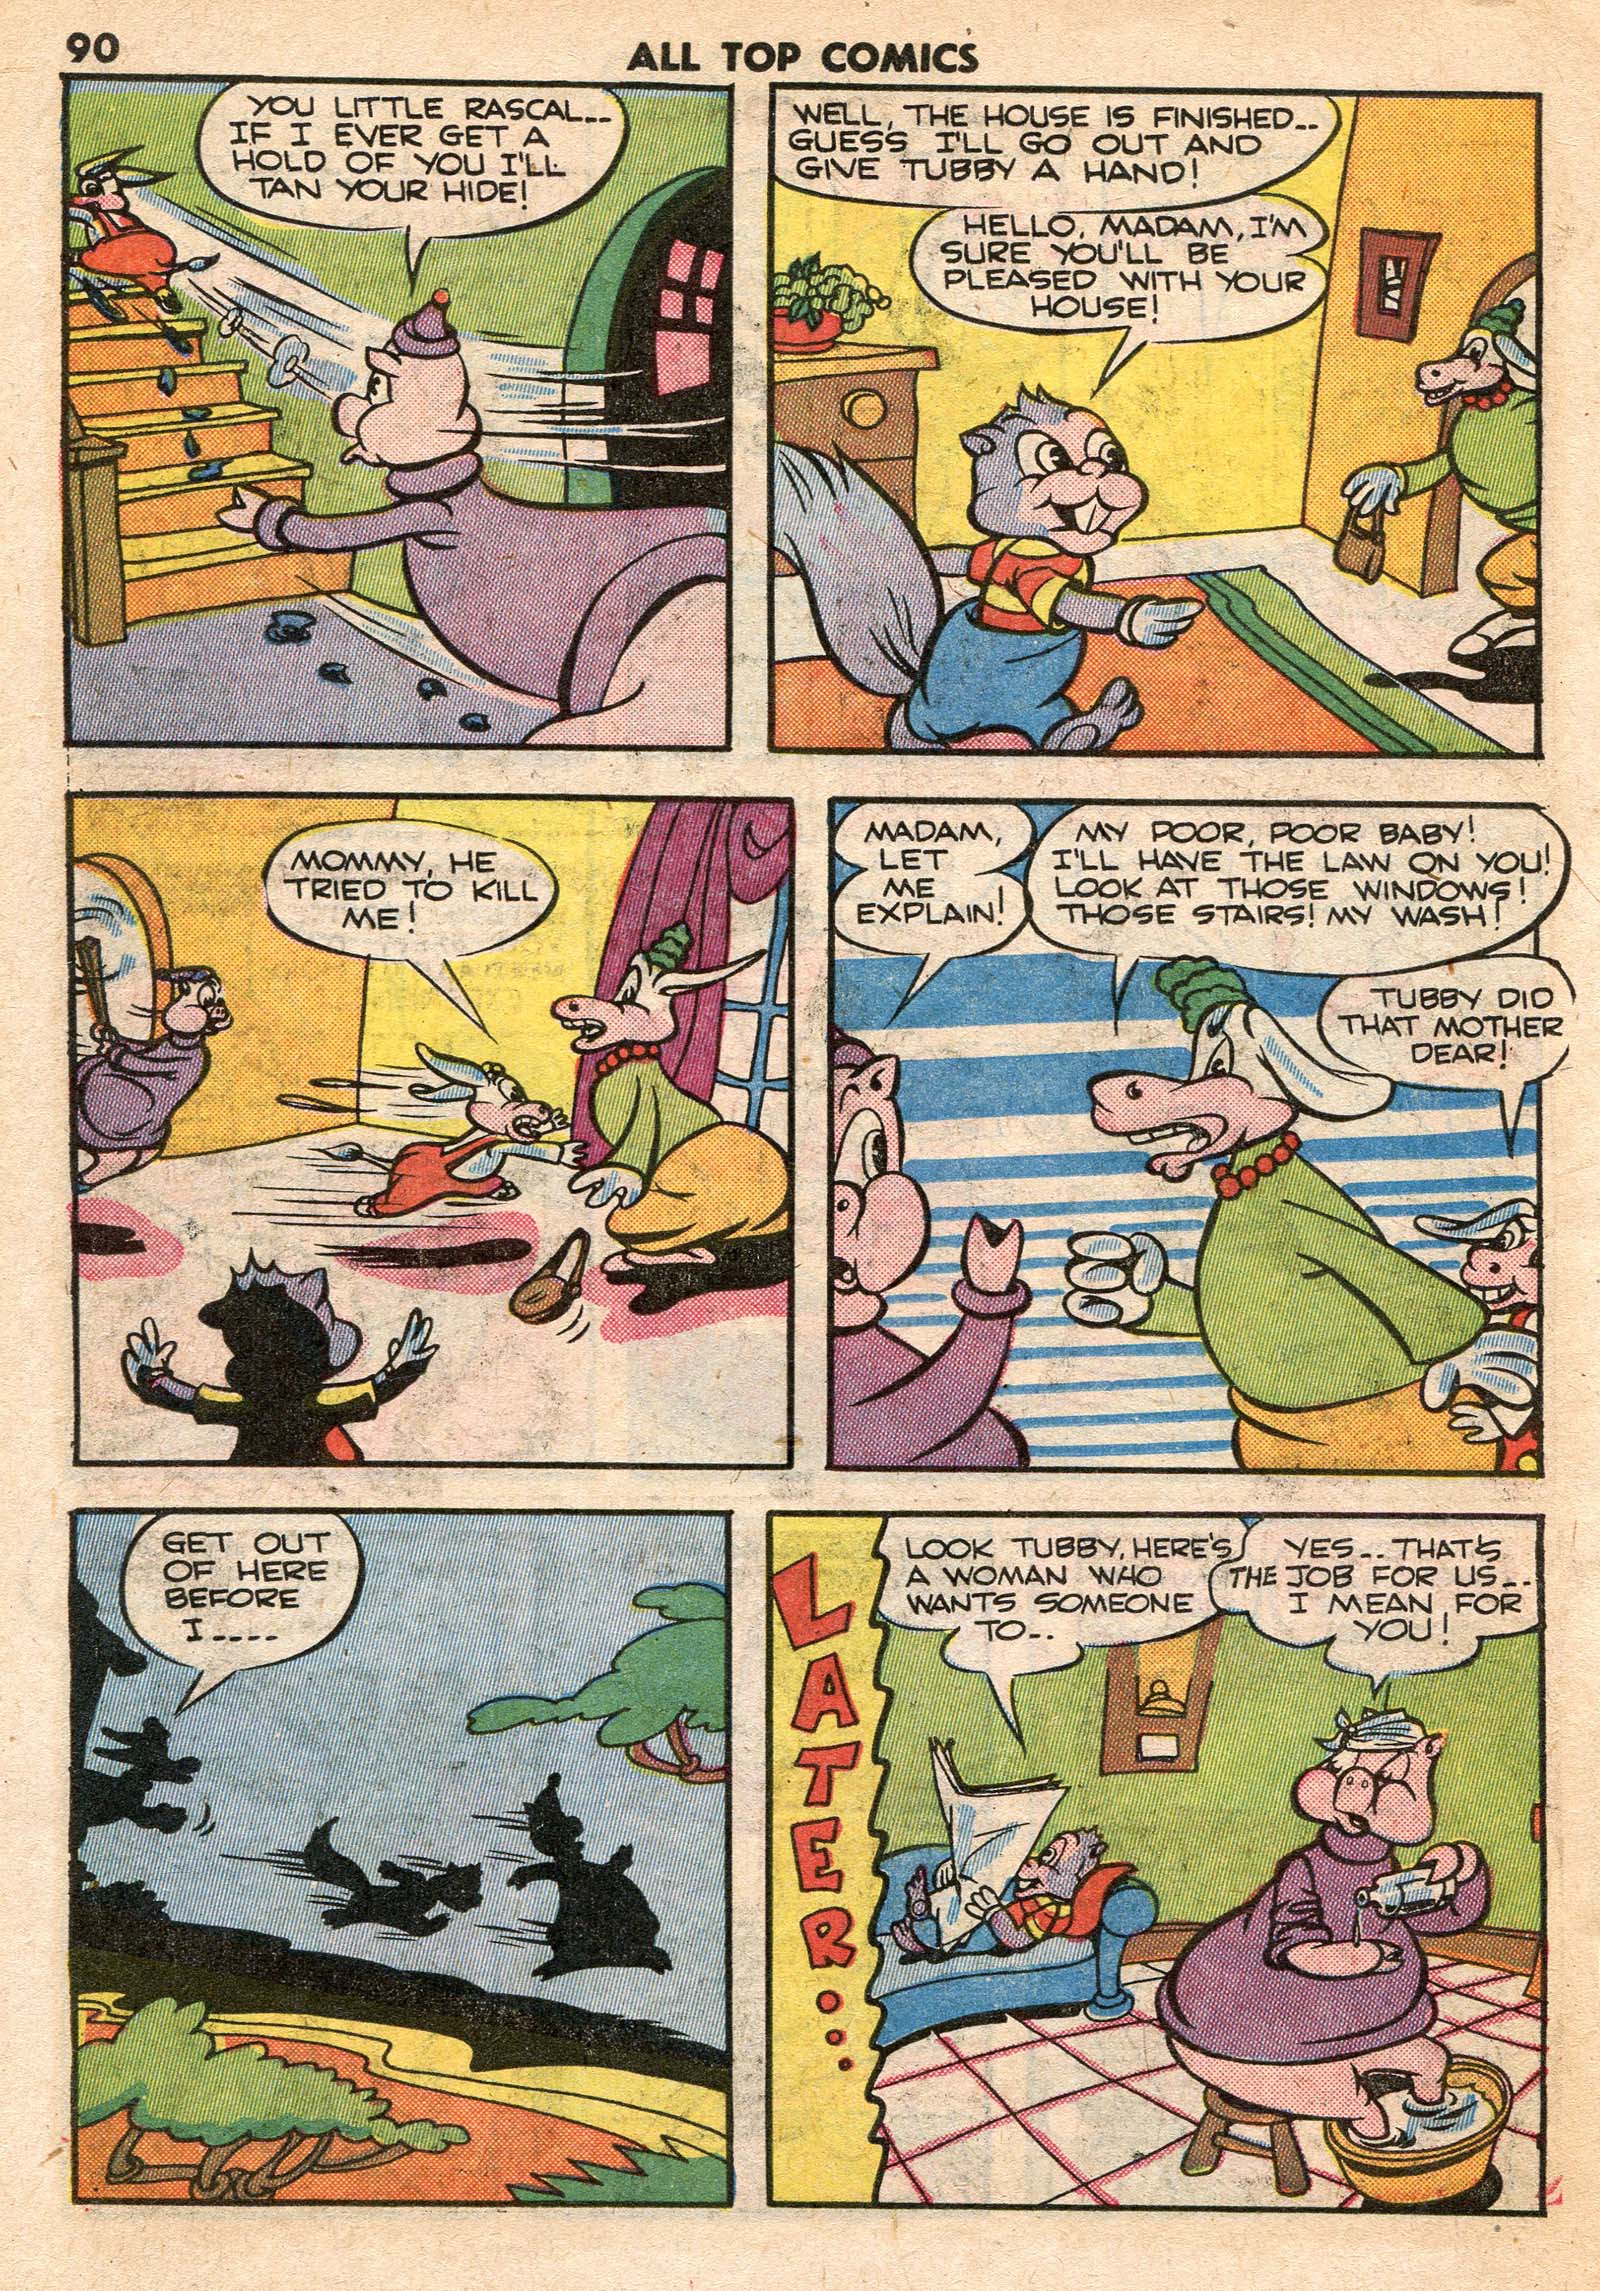 90
ALL TOP COMICS
YOU LITTLE RASCAL--
IF I EVER GET A
HOLD OF YOU I'LL
TAN YOUR HIDE!
WELL, THE HOUSE IS FINISHED--
GUESS I'LL GO OUT AND
GIVE TUBBY A HAND!
HELLO, MADAM, I'M
SURE YOU'LL BE
PLEASED WITH YOUR
HOUSE!
MOMMY, HE
TRIED TO KILL
ME!
MADAM,
LET
ME
EXPLAIN!
MY POOR, POOR BABY!
I'LL HAVE THE LAW ON YOU!
LOOK AT THOSE WINDOWS!
THOSE STAIRS! MY WASH!
TUBBY DID
THAT MOTHER
DEAR!
GET OUT
OF HERE
BEFORE
I----
LATER...
LOOK TUBBY, HERE'S
A WOMAN WHO
WANTS SOMEONE
TO--
YES-- THAT'S
THE JOB FOR US--
I MEAN FOR
YOU!